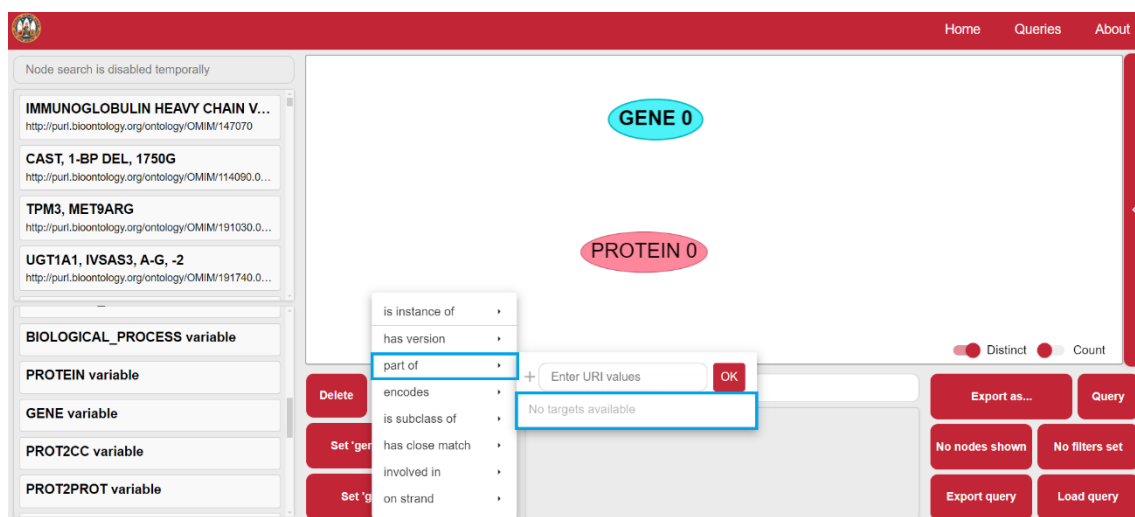 Home Queries About
Node search is disabled temporally
IMMUNOGLOBULIN HEAVY CHAIN V...
http://purl.bioontology.org/ontology/OMIM/147070
CAST, 1-BP DEL, 1750G
http://purl.bioontology.org/ontology/OMIM/114090.0...
TPM3, MET9ARG
http://purl.bioontology.org/ontology/OMIM/191030.0...
UGT1A1, IVSAS3, A-G, -2
http://purl.bioontology.org/ontology/OMIM/191740.0...
BIOLOGICAL_PROCESS variable
PROTEIN variable
GENE variable
PROT2CC variable
PROT2PROT variable
GENE 0
PROTEIN 0
Distinct Count
is instance of
has version
part of
encodes
is subclass of
has close match
involved in
on strand
+ Enter URI values OK
No targets available
Delete
Set 'gen
Set 'g
Export as... Query
No nodes shown No filters set
Export query Load query